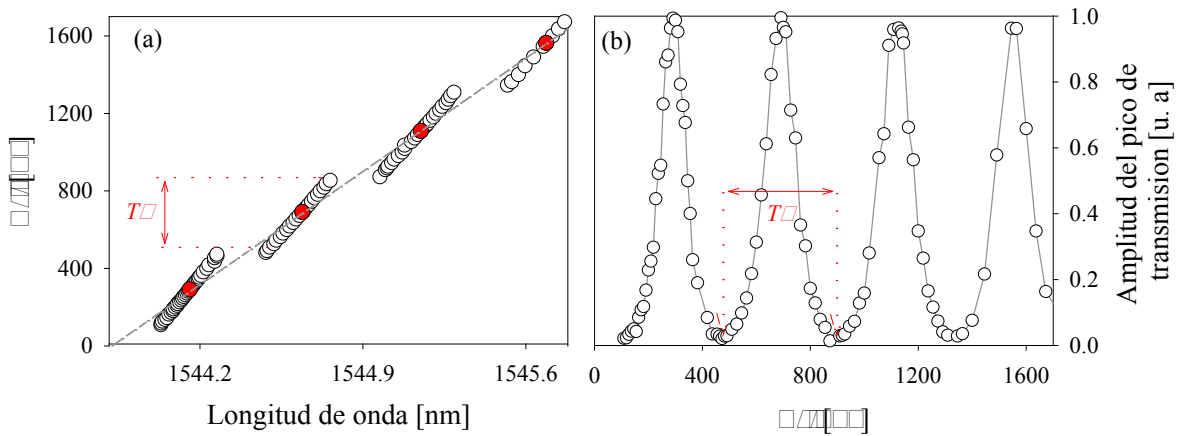 (a)
1600
1200
800
400
0
T□
□/□[□□]
1544.2
1544.9
1545.6
Longitud de onda [nm]
(b)
1.0
0.8
0.6
0.4
0.2
0.0
T□
0
400
800
1200
1600
Amplitud del pico de
transmision [u. a]